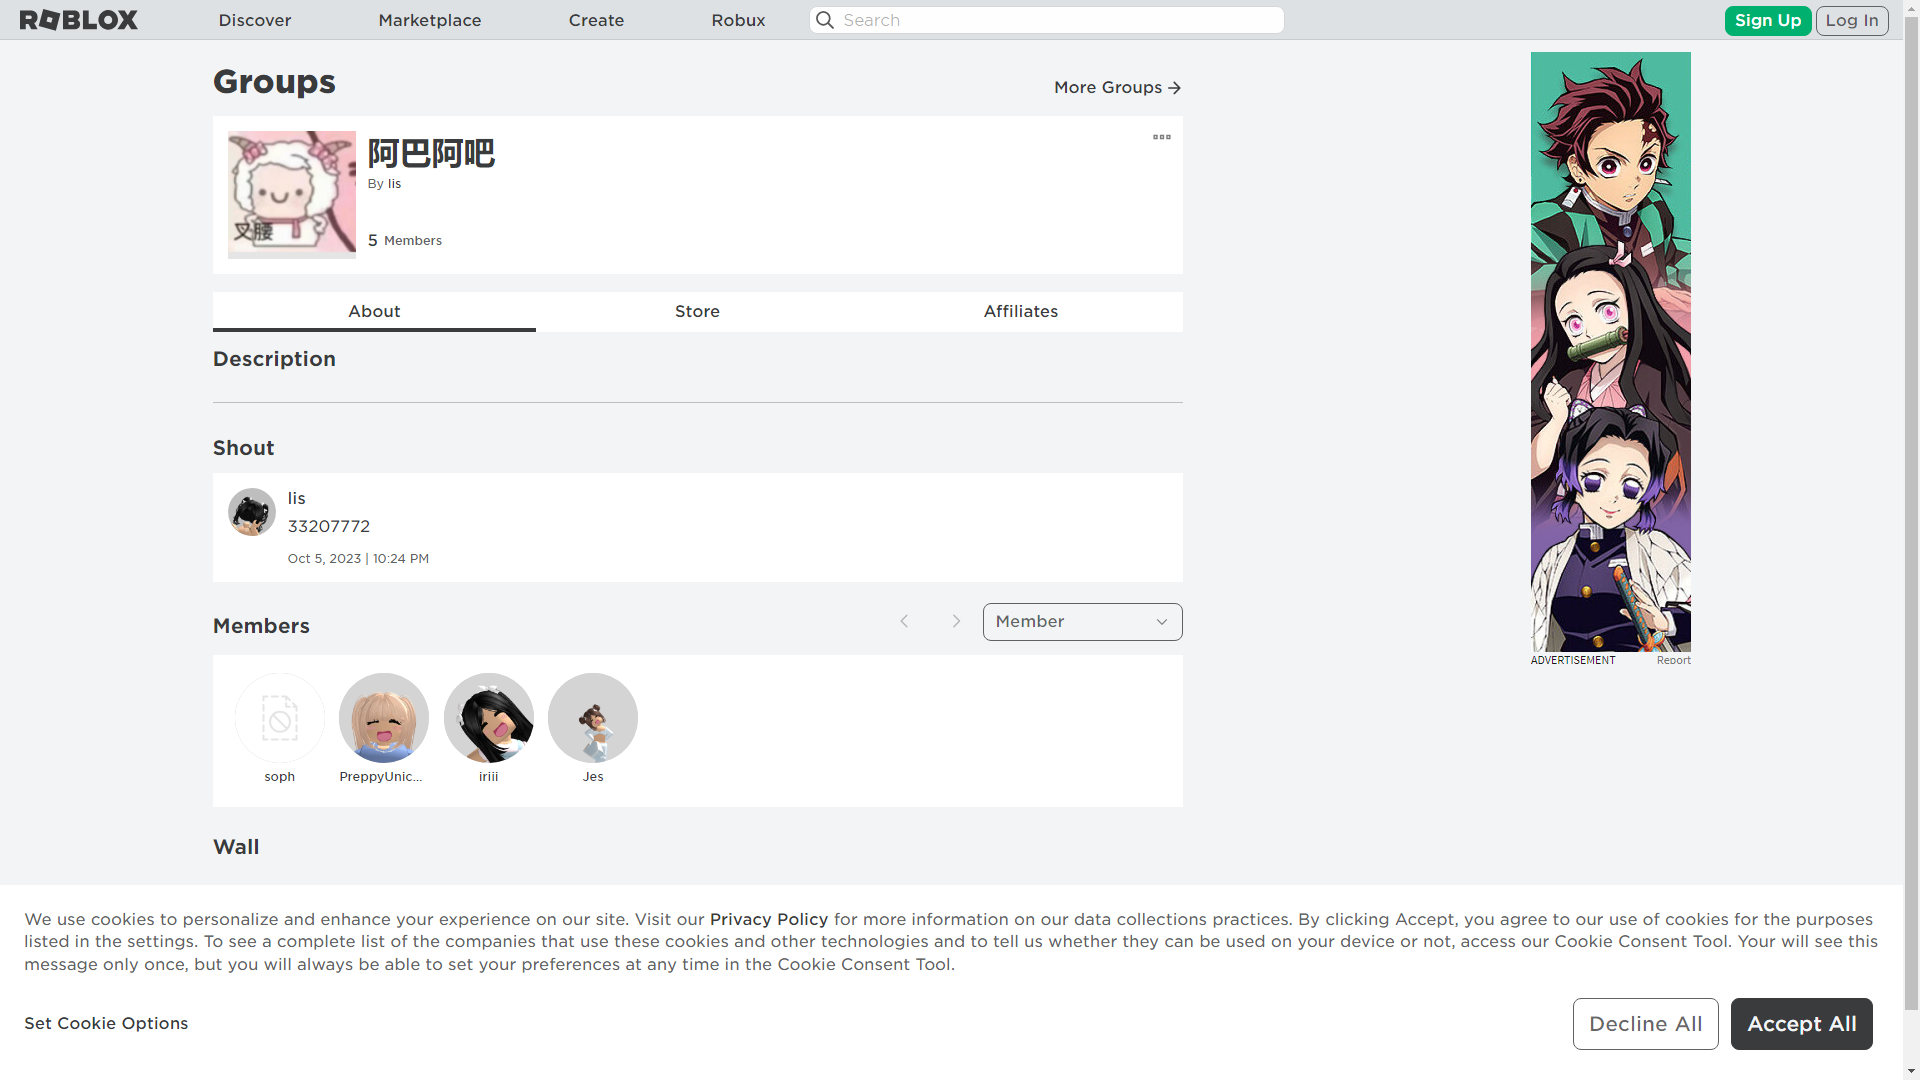 ROBLOX
Discover
Marketplace
Create
Robux
Search
Sign Up
Log In
Groups
More Groups
阿巴阿吧
By lis
5 Members
叉腰
About
Store
Affiliates
Description
Shout
lis
33207772
Oct 5, 2023 | 10:24 PM
Members
Member
soph
PreppyUnic...
iriii
Jes
Wall
ADVERTISEMENT
Report
We use cookies to personalize and enhance your experience on our site. Visit our Privacy Policy for more information on our data collections practices. By clicking Accept, you agree to our use of cookies for the purposes
listed in the settings. To see a complete list of the companies that use these cookies and other technologies and to tell us whether they can be used on your device or not, access our Cookie Consent Tool. Your will see this
message only once, but you will always be able to set your preferences at any time in the Cookie Consent Tool.
Set Cookie Options
Decline All
Accept All